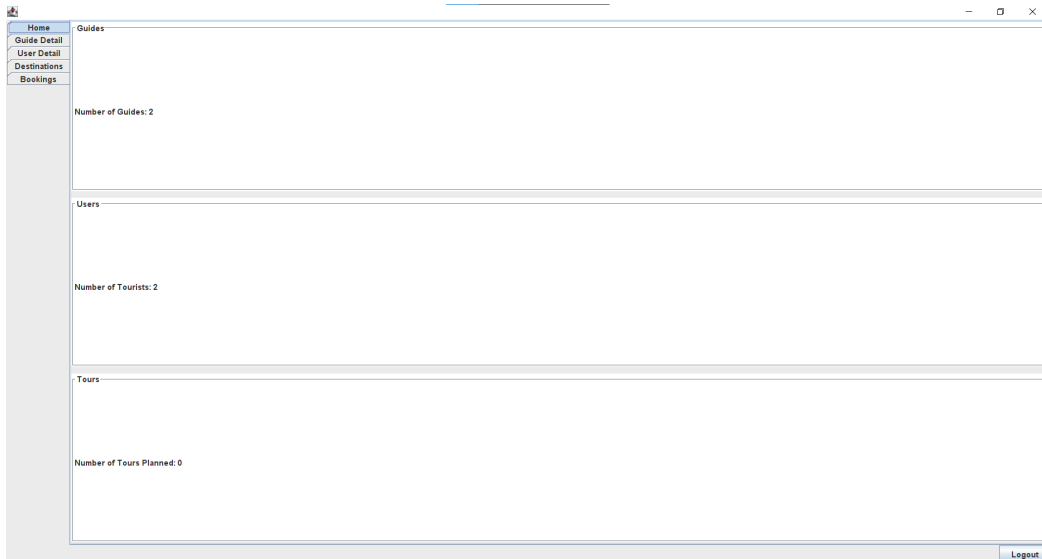 Home
Guide Detail
User Detail
Destinations
Bookings
Guides
Number of Guides: 2
Users
Number of Tourists: 2
Tours
Number of Tours Planned: 0
Logout